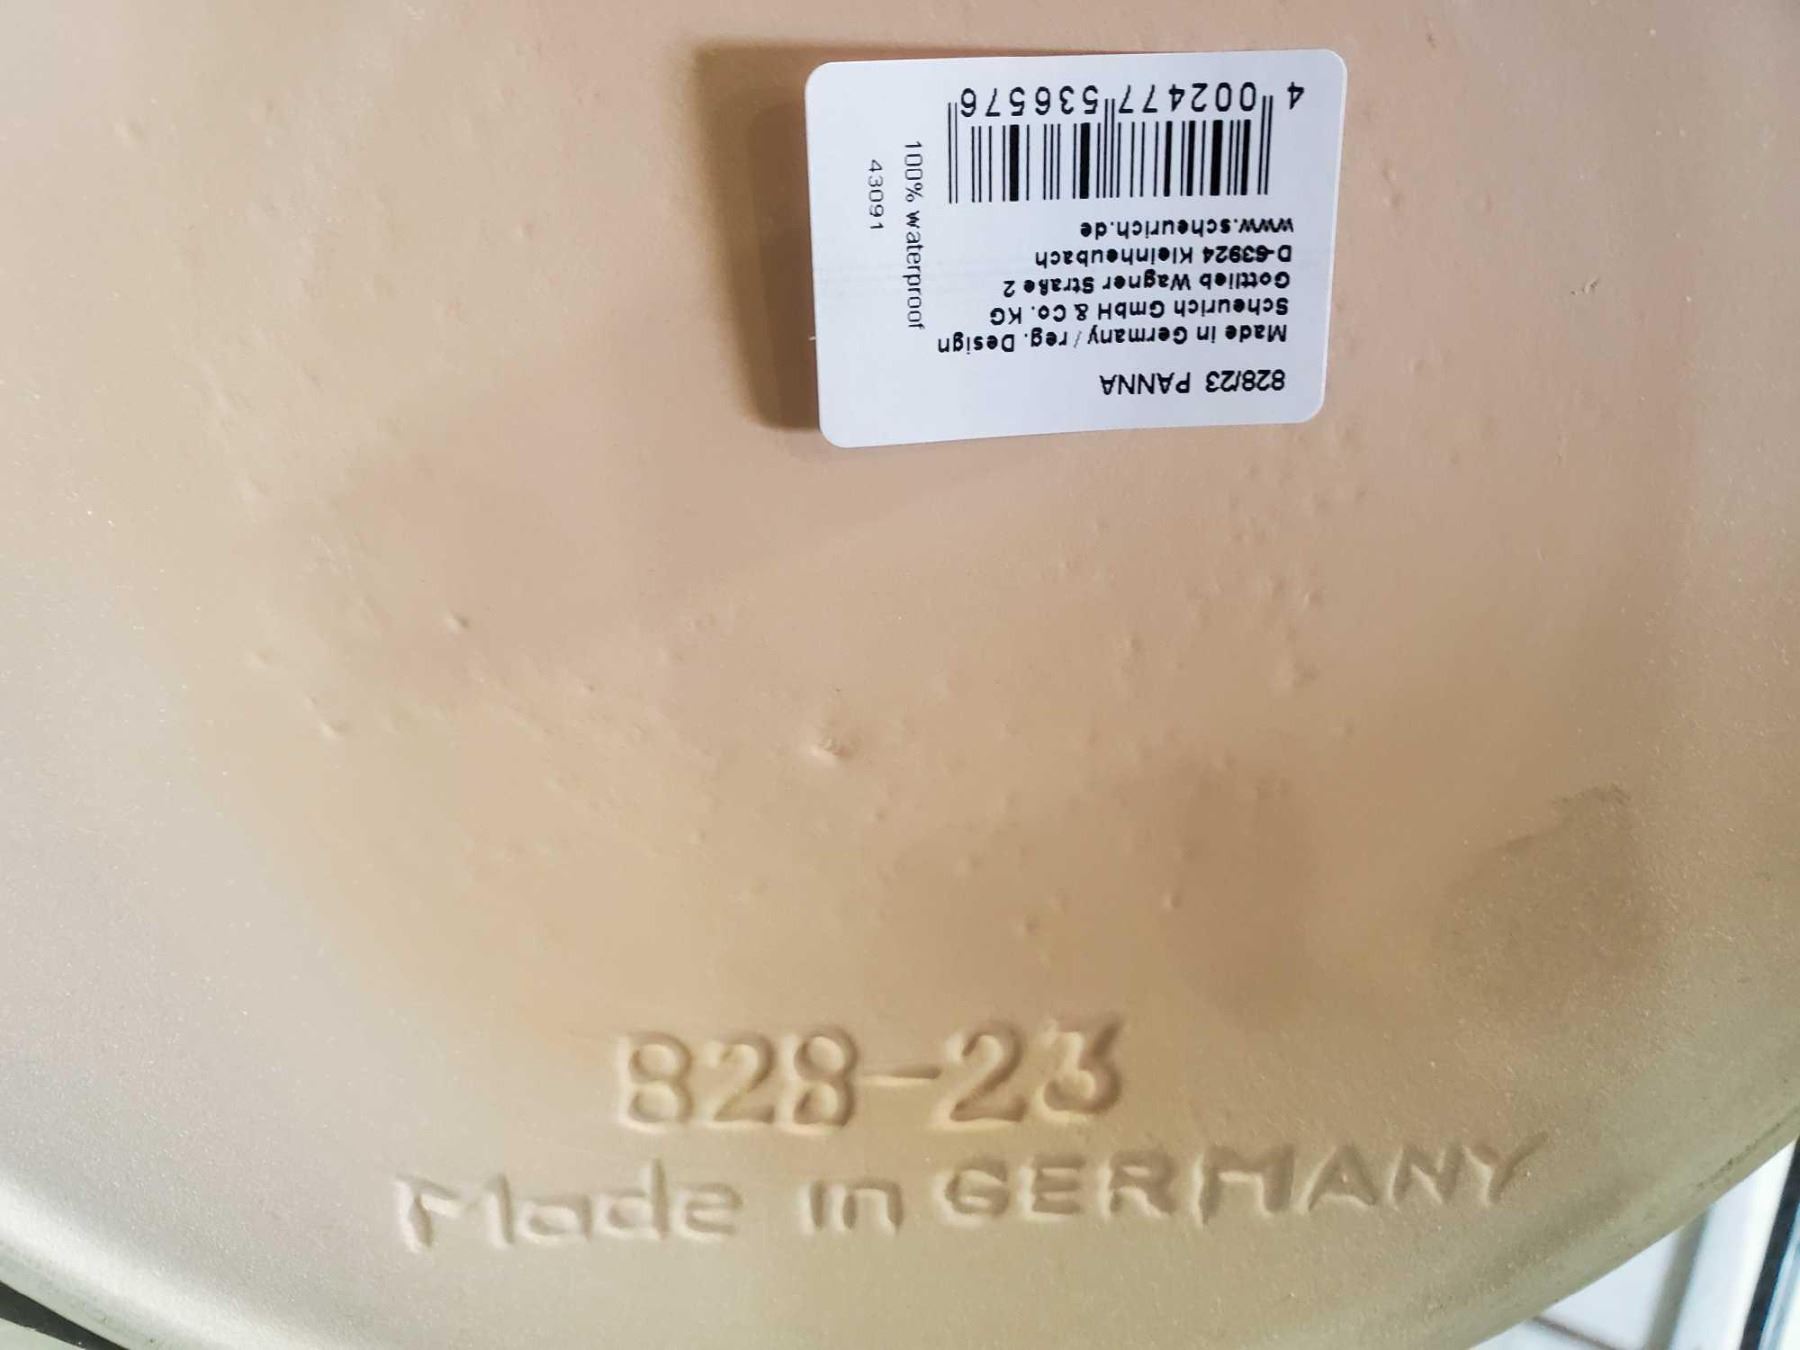 828/23 PANNA
Made in Germany / reg. Design
Scheurich GmbH & Co. KG
Gottlieb Wagner Straße 2
D-63924 Kleinheubach
www.scheurich.de
4 002477 536576
100% waterproof
43091
828-23
Made in GERMANY